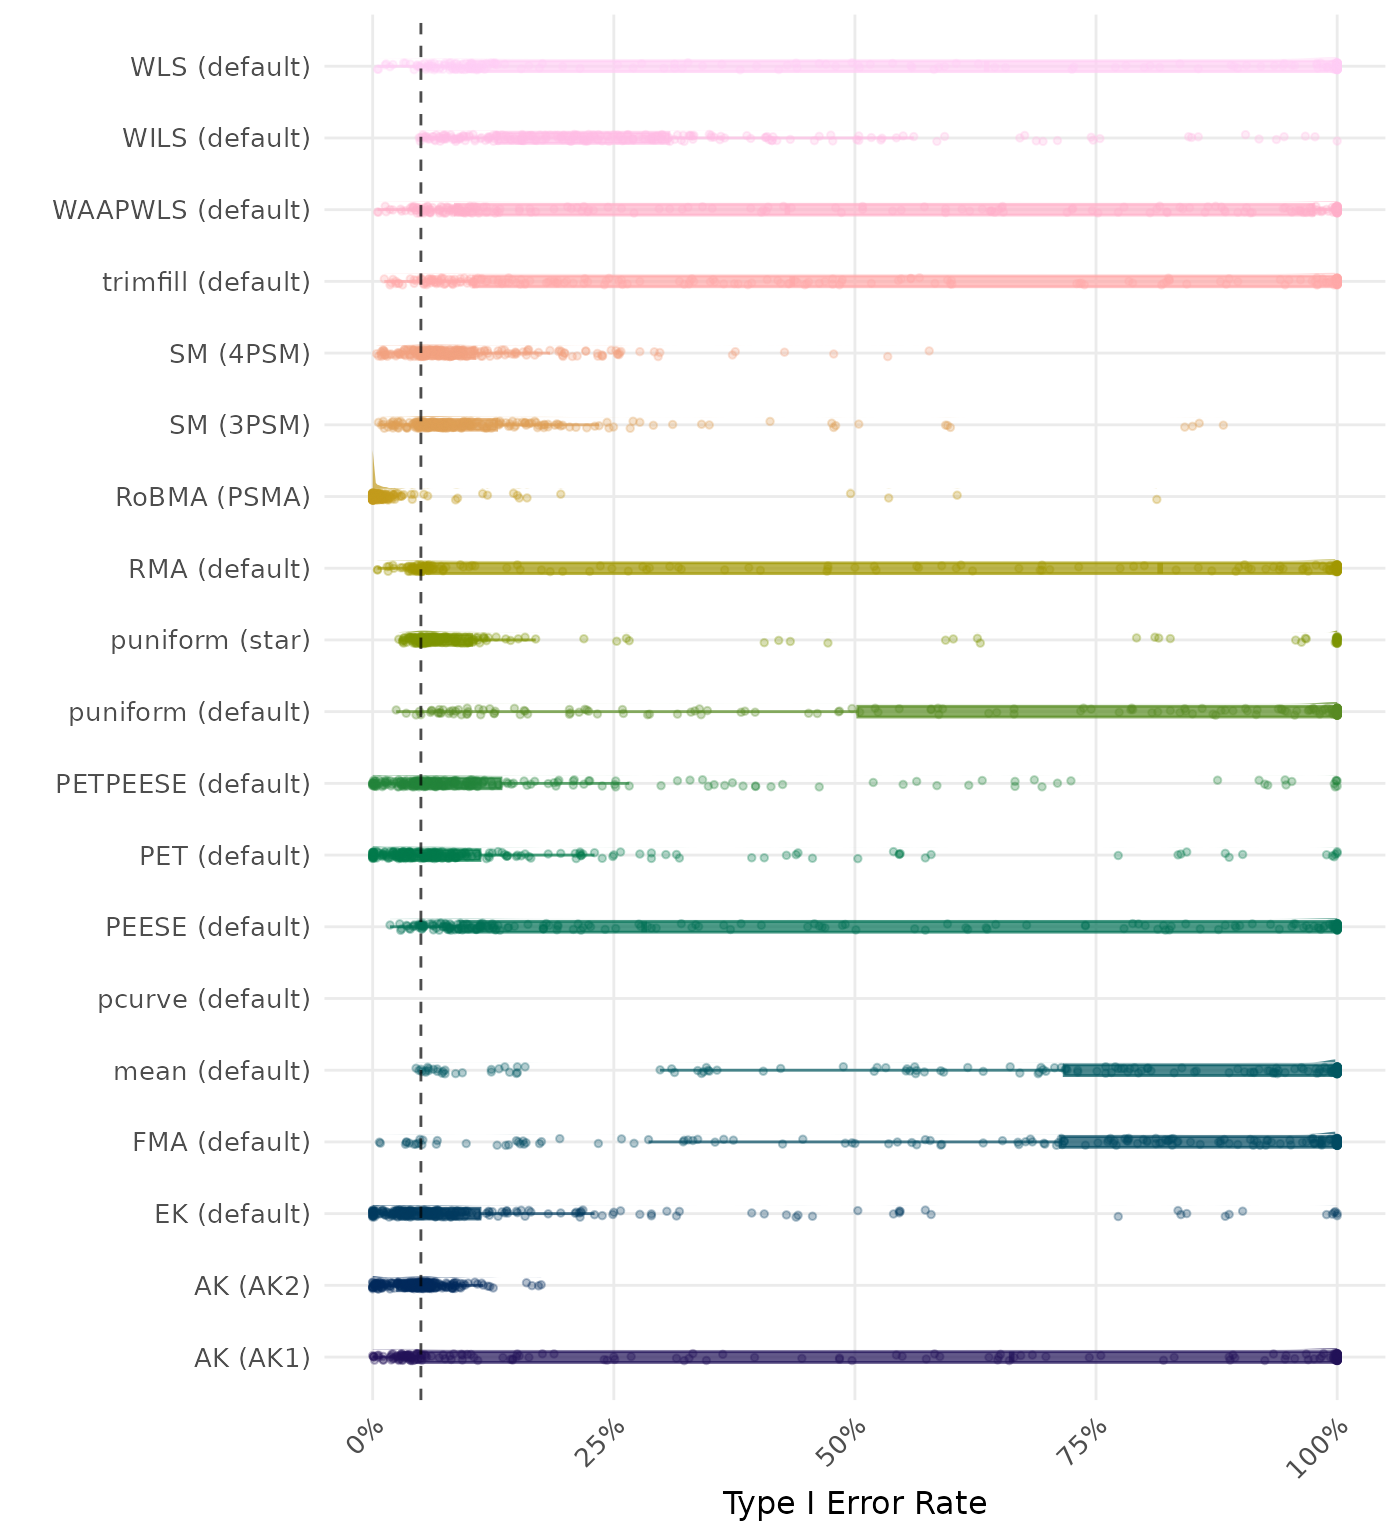 WLS (default)
WILS (default)
WAAPWLS (default)
trimfill (default)
SM (4PSM)
SM (3PSM)
RoBMA (PSMA)
RMA (default)
puniform (star)
puniform (default)
PETPEESE (default)
PET (default)
PEESE (default)
pcurve (default)
mean (default)
FMA (default)
EK (default)
AK (AK2)
AK (AK1)
0%
25%
50%
75%
100%
Type I Error Rate